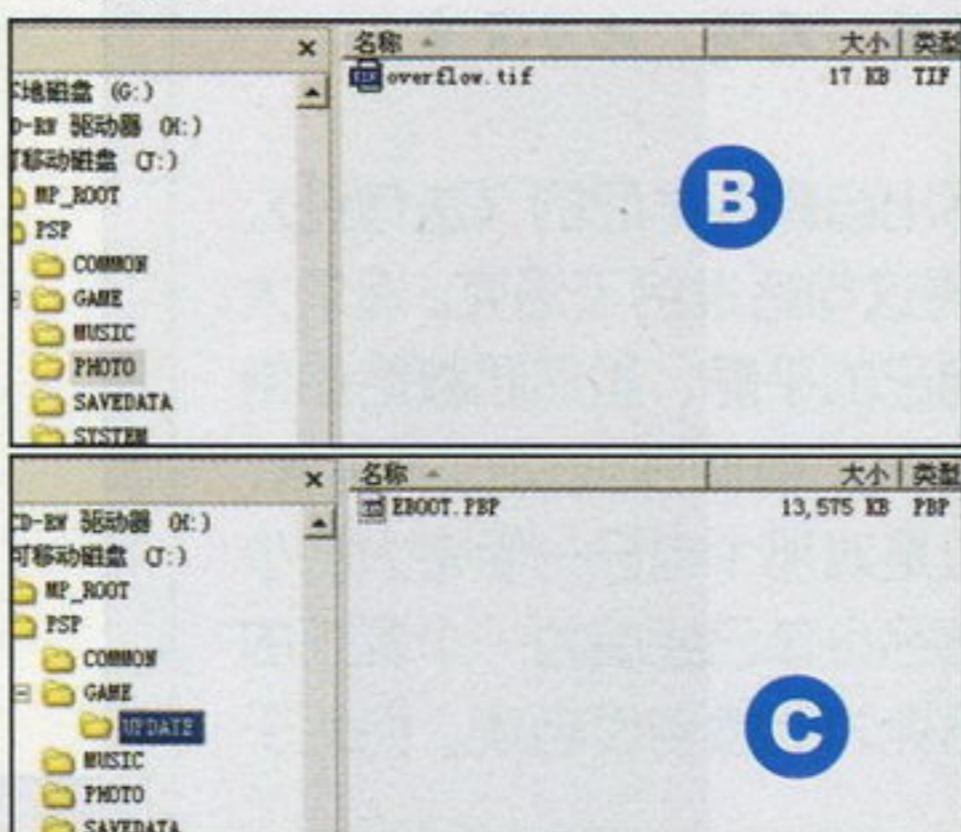 × 名称 大小 类型
本地磁盘 (G:)
CD-RW 驱动器 (H:)
可移动磁盘 (J:)
MP_ROOT
PSP
COMMON
GAME
MUSIC
PHOTO
SAVEDATA
SYSTEM
overflow.tif 17 KB TIF
B
× 名称 大小 类型
CD-RW 驱动器 (H:)
可移动磁盘 (J:)
MP_ROOT
PSP
COMMON
GAME
UPDATE
MUSIC
PHOTO
SAVEDATA
EBOOT.PBP 13,575 KB PBP
C